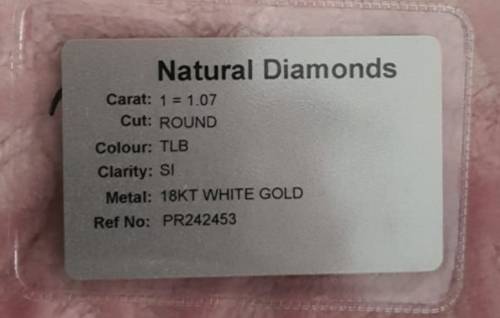 Natural Diamonds
Carat: 1 = 1.07
Cut: ROUND
Colour: TLB
Clarity: SI
Metal: 18KT WHITE GOLD
Ref No: PR242453